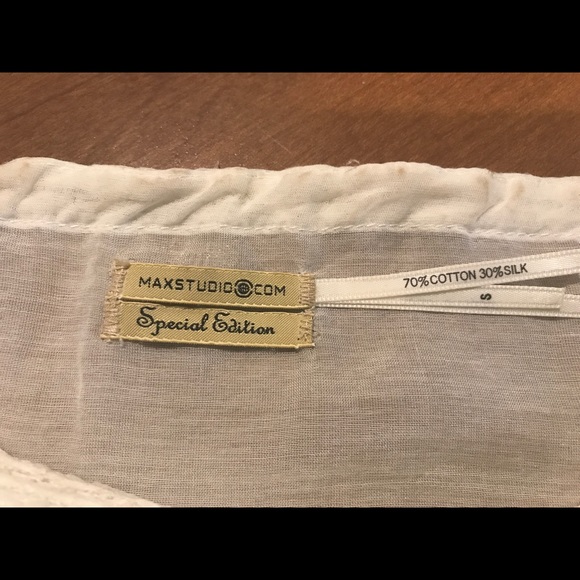 MAXSTUDIO.COM
Special Edition
70%COTTON 30%SILK
S